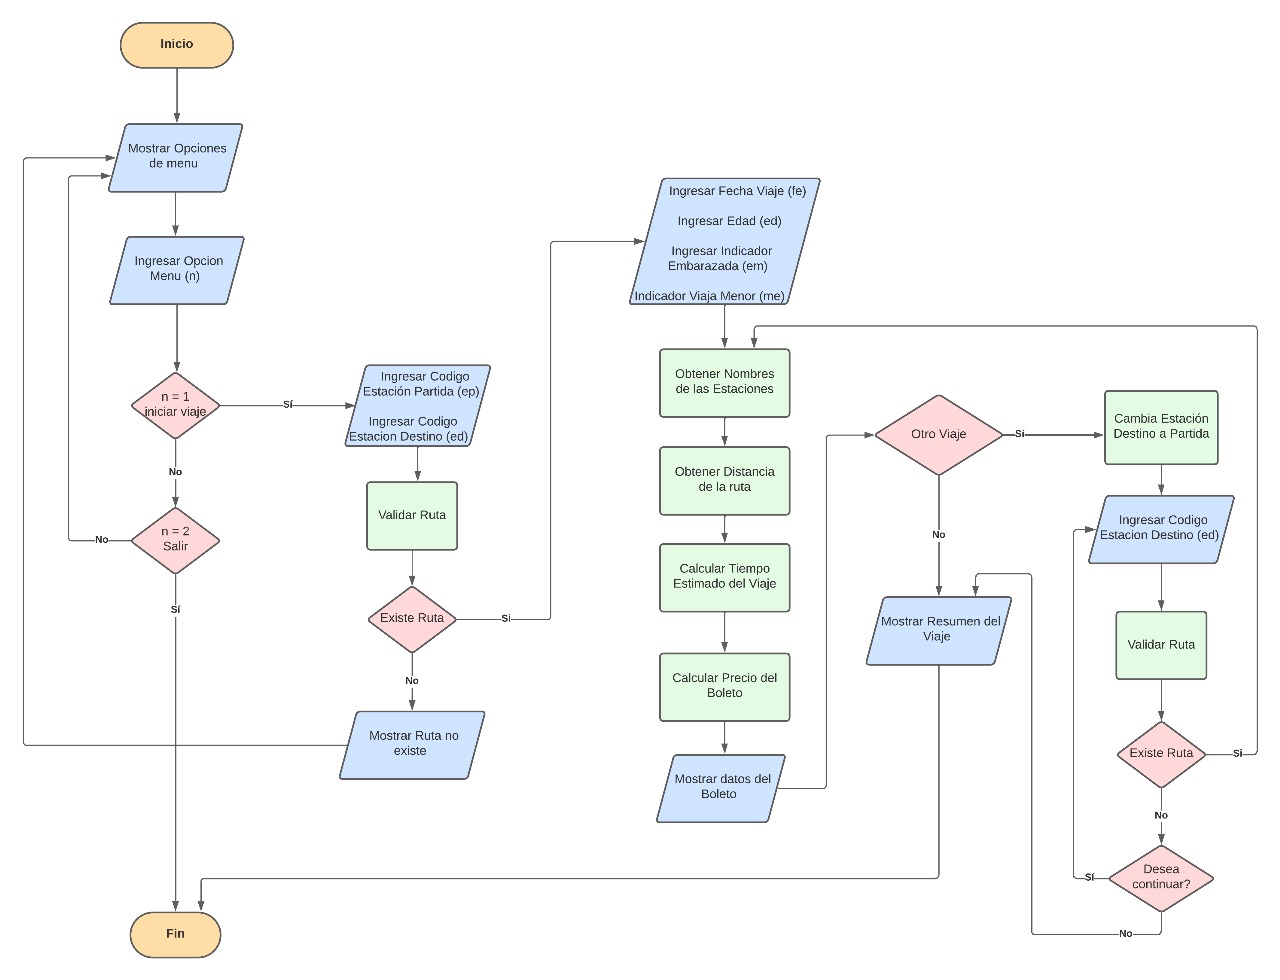 Inicio
Mostrar Opciones
de menu
Ingresar Opcion
Menu (n)
n = 1
iniciar viaje
Sí
No
n = 2
Salir
No
Sí
Fin
Ingresar Codigo
Estación Partida (ep)
Ingresar Codigo
Estacion Destino (ed)
Validar Ruta
Existe Ruta
Sí
No
Mostrar Ruta no
existe
Ingresar Fecha Viaje (fe)
Ingresar Edad (ed)
Ingresar Indicador
Embarazada (em)
Indicador Viaja Menor (me)
Obtener Nombres
de las Estaciones
Obtener Distancia
de la ruta
Calcular Tiempo
Estimado del Viaje
Calcular Precio del
Boleto
Mostrar datos del
Boleto
Otro Viaje
Sí
No
Mostrar Resumen del
Viaje
Cambia Estación
Destino a Partida
Ingresar Codigo
Estacion Destino (ed)
Validar Ruta
Existe Ruta
Sí
No
Desea
continuar?
Sí
No